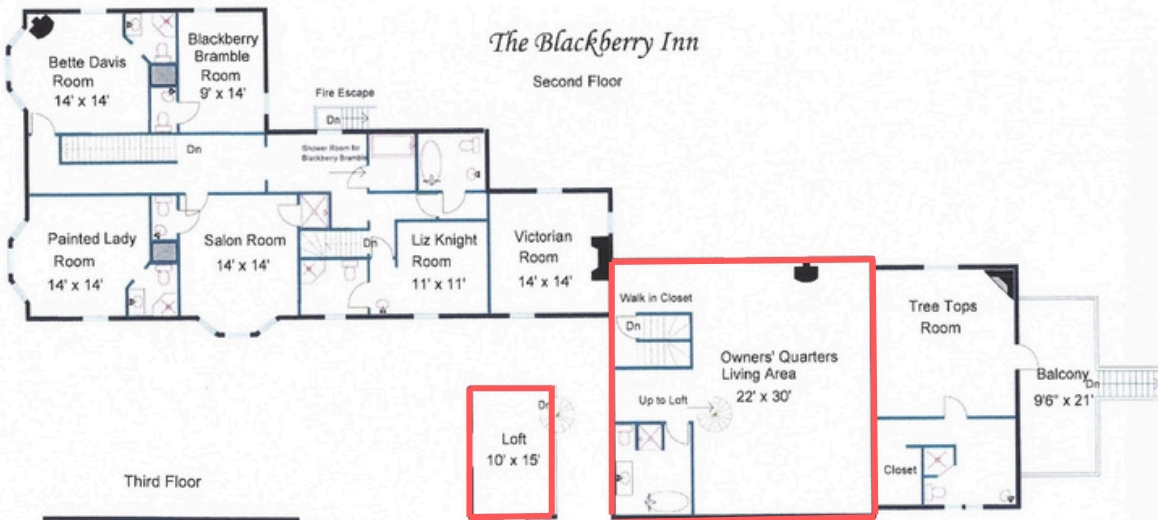 The Blackberry Inn
Second Floor
Bette Davis
Room
14' x 14'
Blackberry
Bramble
Room
9' x 14'
Fire Escape
Dn
Dn
Shower Room for
Blackberry Bramble
Painted Lady
Room
14' x 14'
Salon Room
14' x 14'
Dn
Liz Knight
Room
11' x 11'
Victorian
Room
14' x 14'
Walk in Closet
Dn
Owners' Quarters
Living Area
22' x 30'
Up to Loft
Tree Tops
Room
Balcony
9'6" x 21'
Dn
Closet
Dn
Loft
10' x 15'
Third Floor